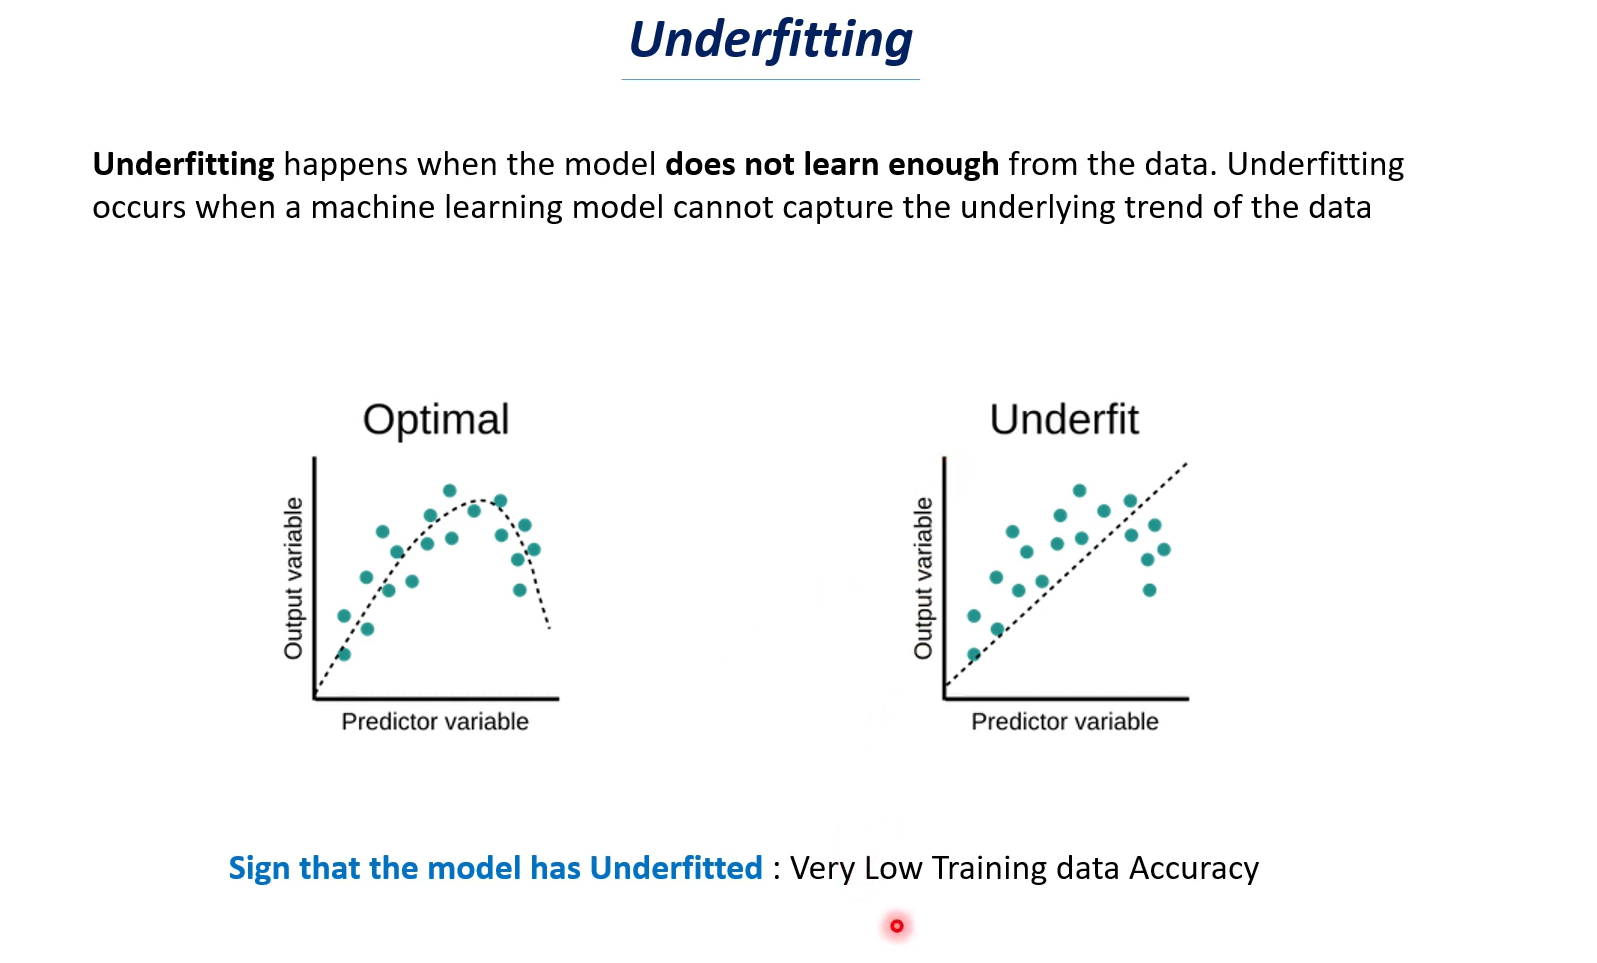 Underfitting
Underfitting happens when the model does not learn enough from the data. Underfitting
occurs when a machine learning model cannot capture the underlying trend of the data
Optimal
Output variable
Predictor variable
Underfit
Output variable
Predictor variable
Sign that the model has Underfitted : Very Low Training data Accuracy